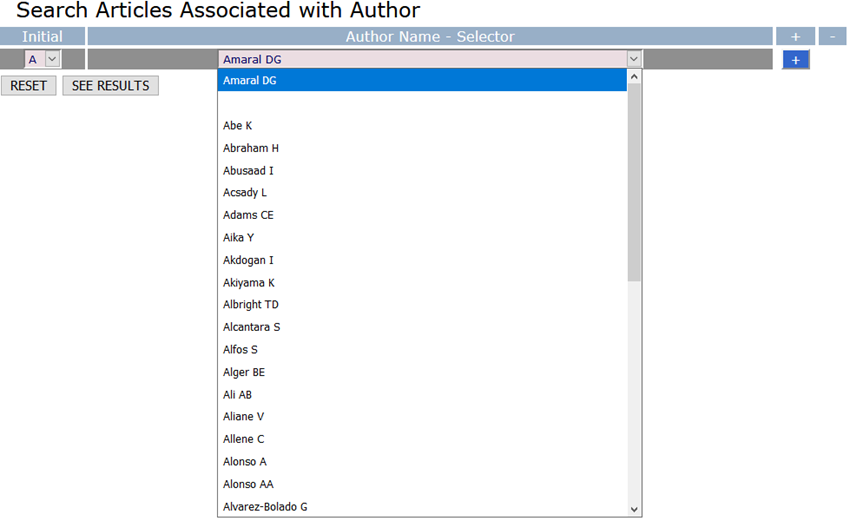 Search Articles Associated with Author
Initial Author Name - Selector + -
A Amaral DG +
Amaral DG
RESET SEE RESULTS
Abe K
Abraham H
Abusaad I
Acsady L
Adams CE
Aika Y
Akdogan I
Akiyama K
Albright TD
Alcantara S
Alfos S
Alger BE
Ali AB
Aliane V
Allene C
Alonso A
Alonso AA
Alvarez-Bolado G